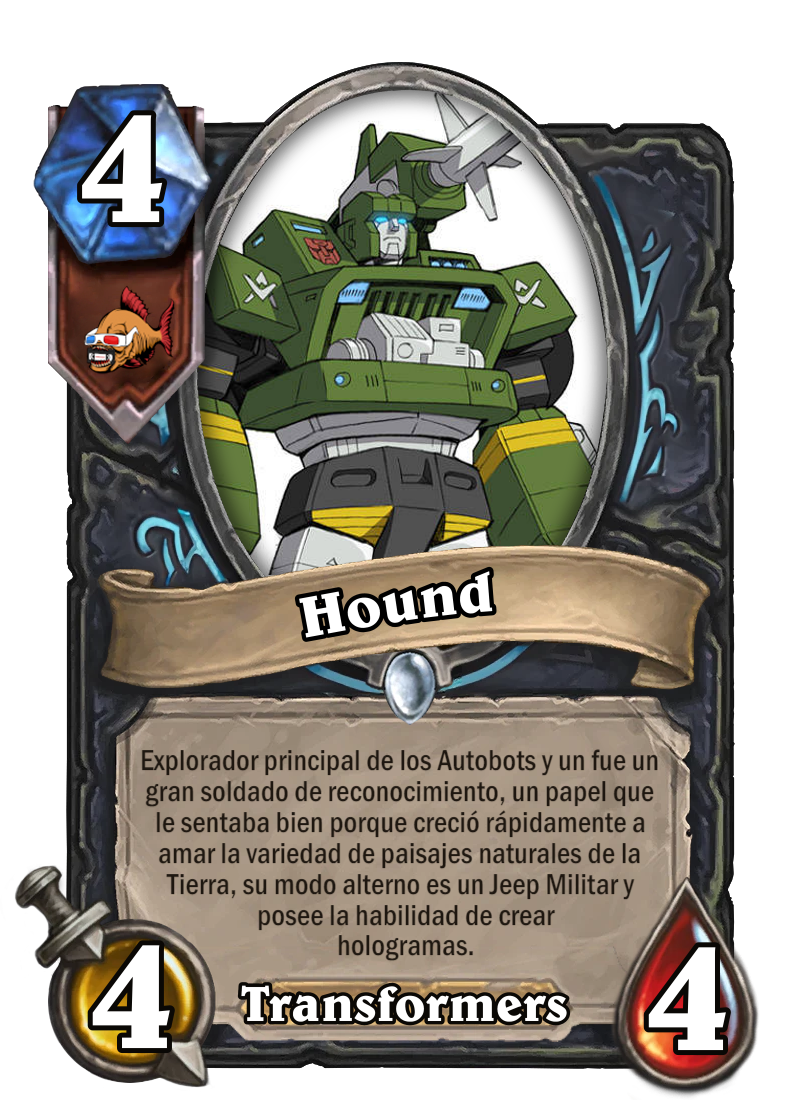 4
Hound
Explorador principal de los Autobots y un fue un
gran soldado de reconocimiento, un papel que
le sentaba bien porque creció rápidamente a
amar la variedad de paisajes naturales de la
Tierra, su modo alterno es un Jeep Militar y
posee la habilidad de crear
hologramas.
4
Transformers
4